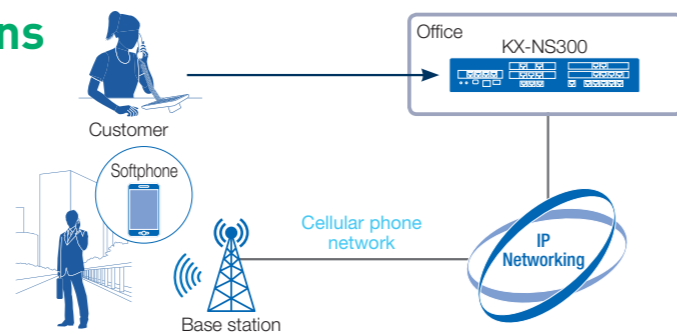 ns
Office
KX-NS300
Customer
Softphone
Cellular phone
network
IP
Networking
Base station